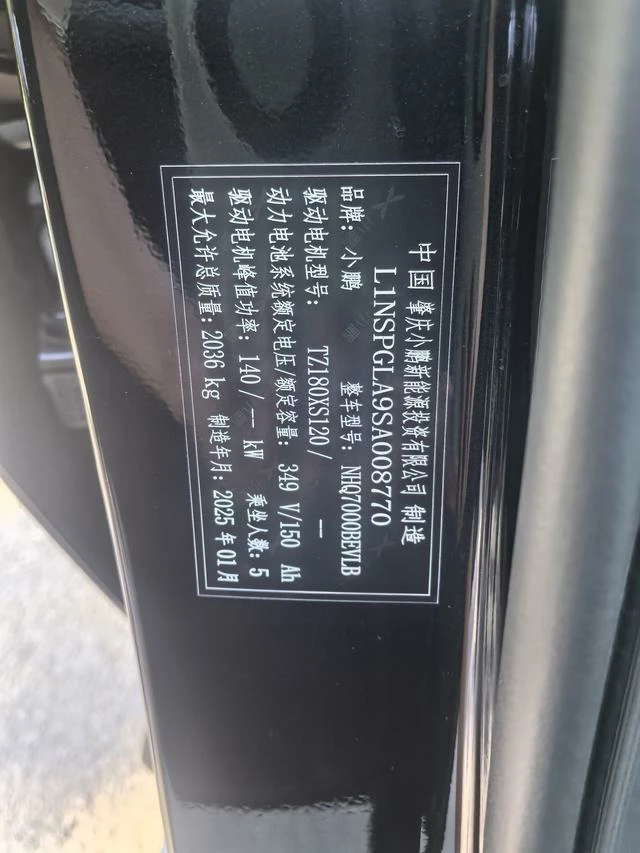 中国 肇庆小鹏新能源投资有限公司 制造
L1NSPGLA9SA008770
品牌: 小鹏 整车型号: NHQ7000BEVLB
驱动电机型号: TZ180XS120/ --
动力电池系统额定电压/额定容量: 349 V/150 Ah
驱动电机峰值功率: 140/-- kW 乘坐人数: 5
最大允许总质量: 2036 kg 制造年月: 2025 年 01月